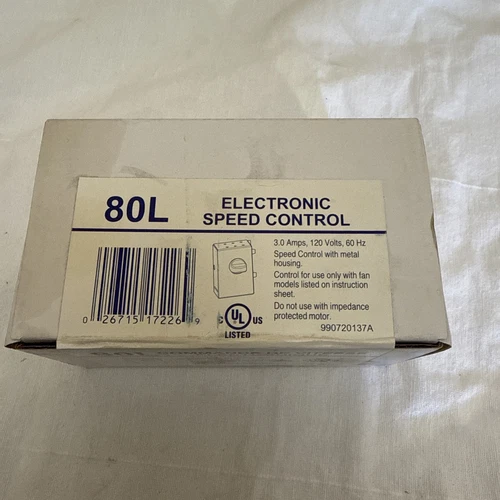 80L
ELECTRONIC
SPEED CONTROL
3.0 Amps, 120 Volts, 60 Hz
Speed Control with metal
housing.
Control for use only with fan
models listed on instruction
sheet.
Do not use with impedance
protected motor.
990720137A
0 26715 17226 9
C UL US
LISTED